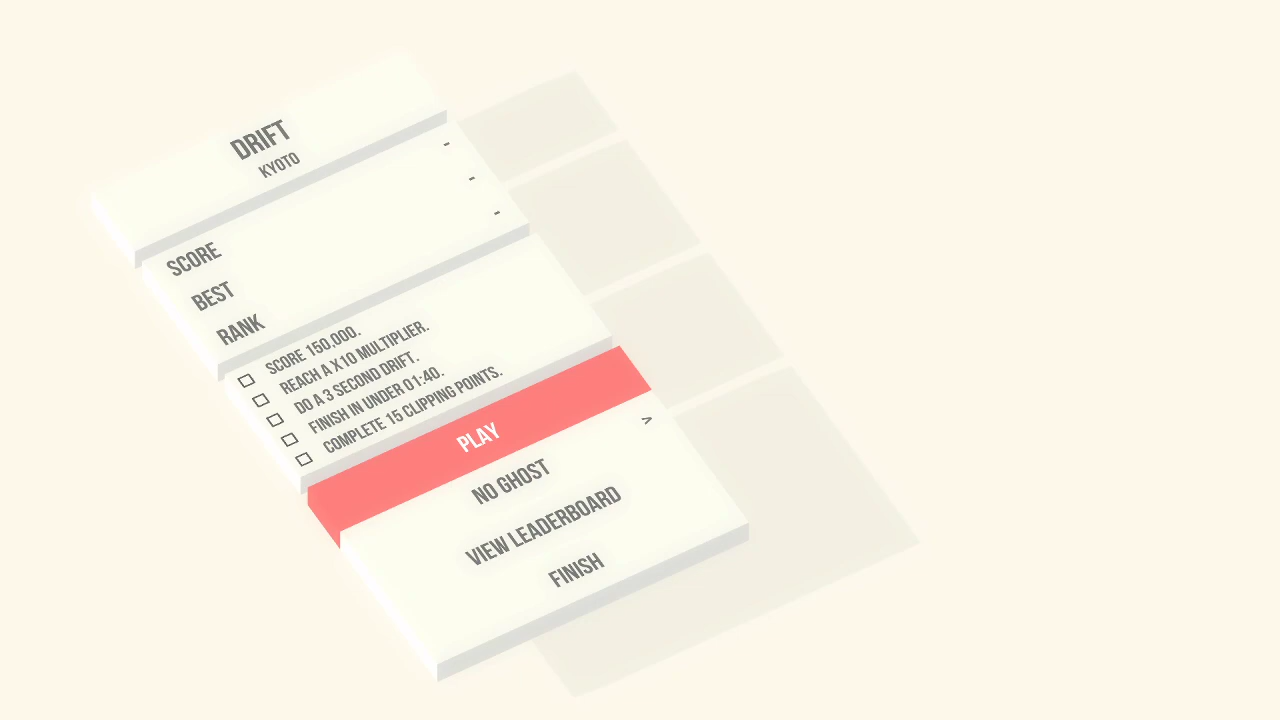 DRIFT
KYOTO
SCORE -
BEST -
RANK -
SCORE 150,000.
REACH A X10 MULTIPLIER.
DO A 3 SECOND DRIFT.
FINISH IN UNDER 01:40.
COMPLETE 15 CLIPPING POINTS.
PLAY
NO GHOST >
VIEW LEADERBOARD
FINISH